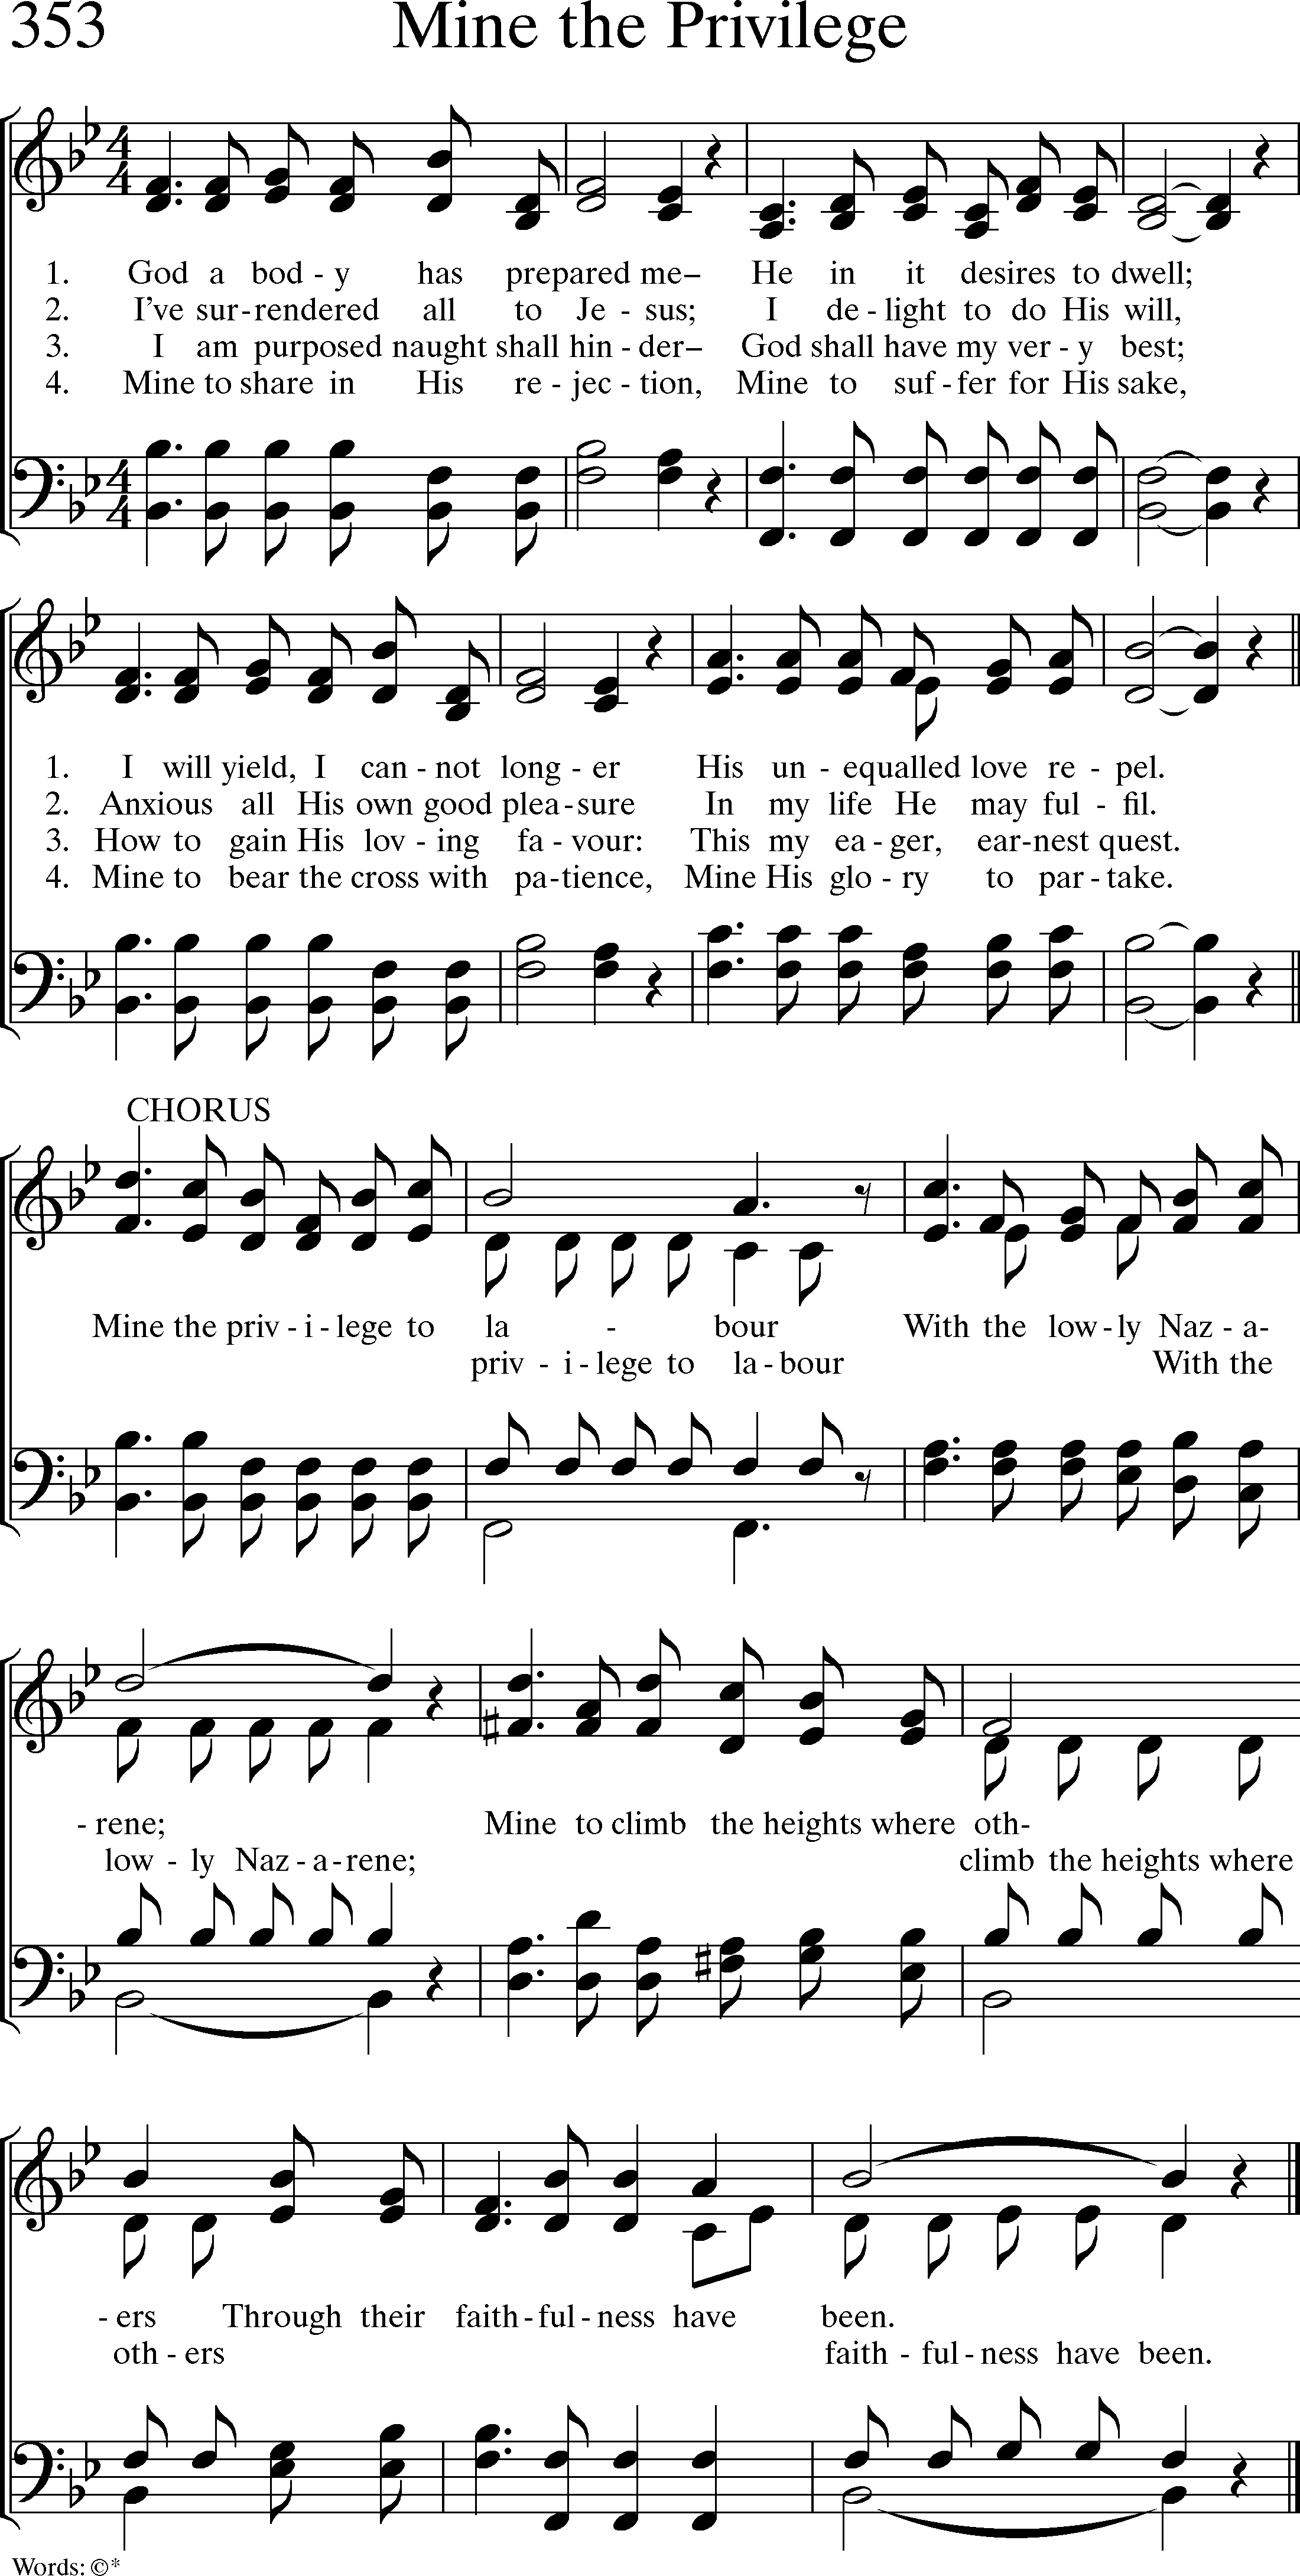 353 Mine the Privilege
1. God a bod - y has prepared me– He in it desires to dwell;
2. I've sur - rendered all to Je - sus; I de - light to do His will,
3. I am purposed naught shall hin - der– God shall have my ver - y best;
4. Mine to share in His re - jec - tion, Mine to suf - fer for His sake,
1. I will yield, I can - not long - er His un - equalled love re - pel.
2. Anxious all His own good plea - sure In my life He may ful - fil.
3. How to gain His lov - ing fa - vour: This my ea - ger, ear - nest quest.
4. Mine to bear the cross with pa - tience, Mine His glo - ry to par - take.
CHORUS
Mine the priv - i - lege to la - bour With the low - ly Naz - a-
priv - i - lege to la - bour With the
- rene; Mine to climb the heights where oth-
low - ly Naz - a - rene; climb the heights where
- ers Through their faith - ful - ness have been.
oth - ers faith - ful - ness have been.
Words: ©*